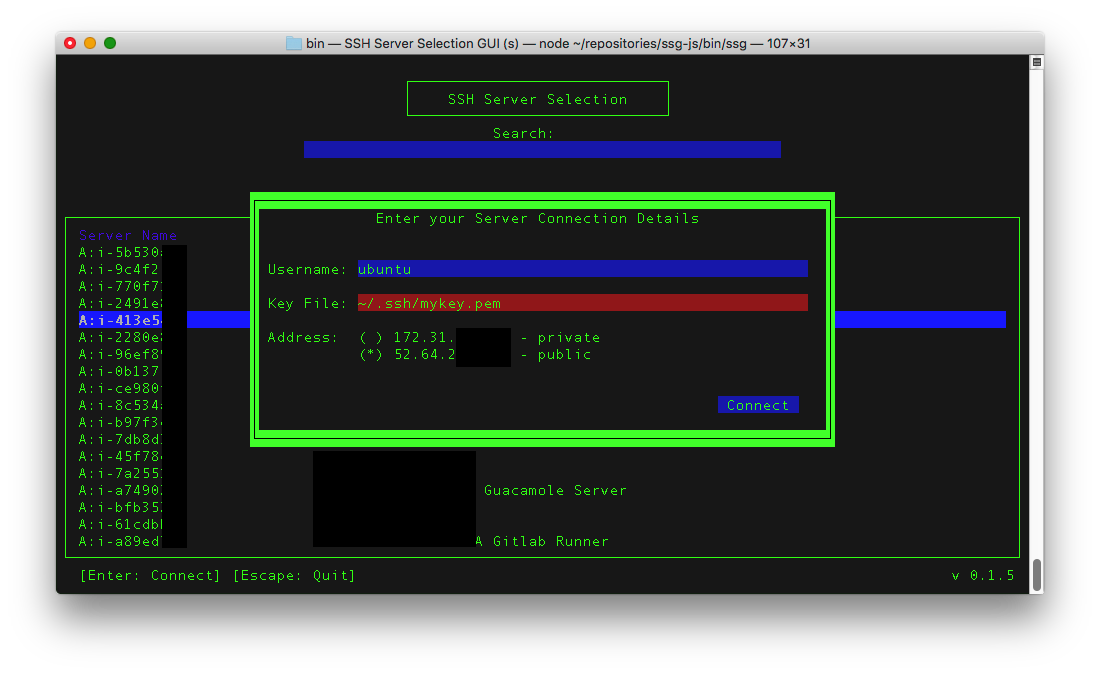 bin — SSH Server Selection GUI (s) — node ~/repositories/ssg-js/bin/ssg — 107×31
SSH Server Selection
Search:
Enter your Server Connection Details
Server Name
A:i-5b530
A:i-9c4f2
Username: ubuntu
A:i-770f7
Key File: ~/.ssh/mykey.pem
A:i-2491e
A:i-413e5
Address: ( ) 172.31. - private
A:i-2280e
(*) 52.64.2 - public
A:i-96ef8
A:i-0b137
A:i-ce980
Connect
A:i-8c534
A:i-b97f3
A:i-7db8d
A:i-45f78
A:i-7a255
A:i-a7490 Guacamole Server
A:i-bfb35
A:i-61cdb
A:i-a89ed A Gitlab Runner
[Enter: Connect] [Escape: Quit] v 0.1.5